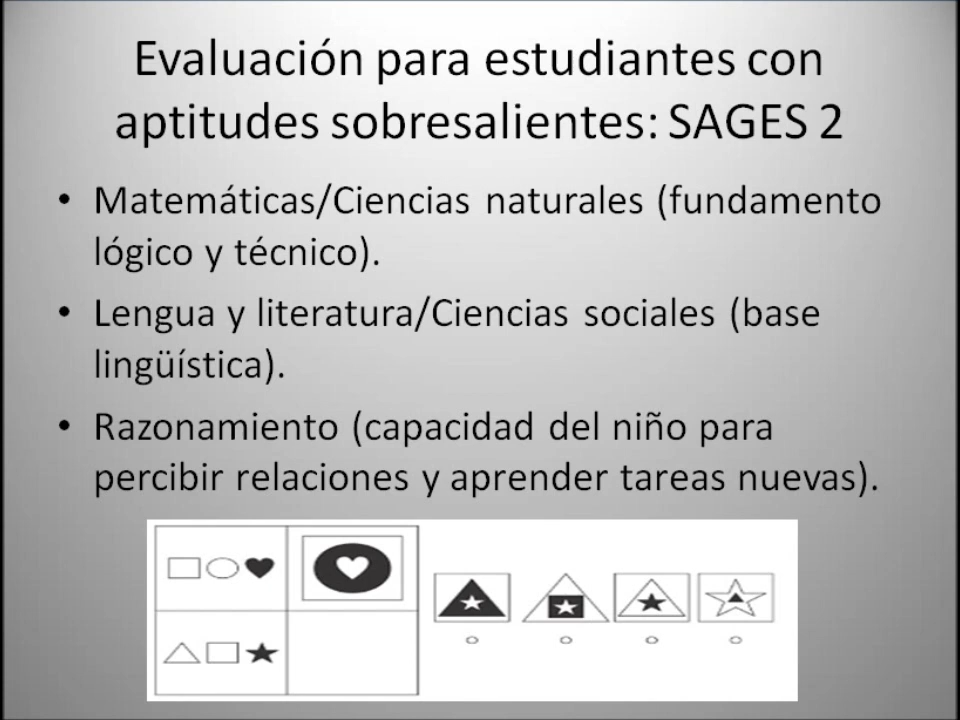 Evaluación para estudiantes con
aptitudes sobresalientes: SAGES 2
• Matemáticas/Ciencias naturales (fundamento
lógico y técnico).
• Lengua y literatura/Ciencias sociales (base
lingüística).
• Razonamiento (capacidad del niño para
percibir relaciones y aprender tareas nuevas).